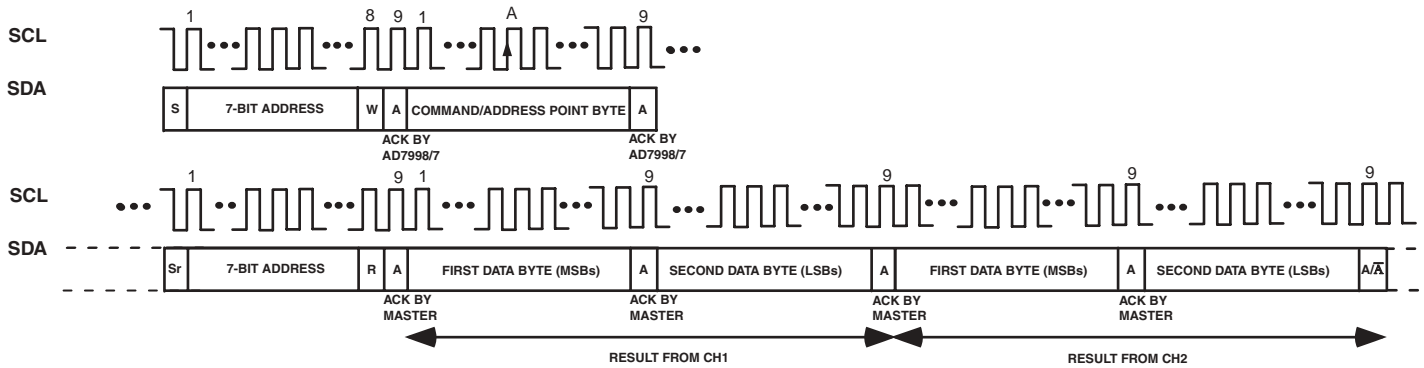 1 8 9 1 A 9
SCL
SDA
S 7-BIT ADDRESS W A COMMAND/ADDRESS POINT BYTE A
ACK BY
AD7998/7
ACK BY
AD7998/7
1 9 1 9 9 9 9
SCL
SDA
Sr 7-BIT ADDRESS R A FIRST DATA BYTE (MSBs) A SECOND DATA BYTE (LSBs) A FIRST DATA BYTE (MSBs) A SECOND DATA BYTE (LSBs) A/A̅
ACK BY
MASTER
ACK BY
MASTER
ACK BY
MASTER
ACK BY
MASTER
RESULT FROM CH1
RESULT FROM CH2